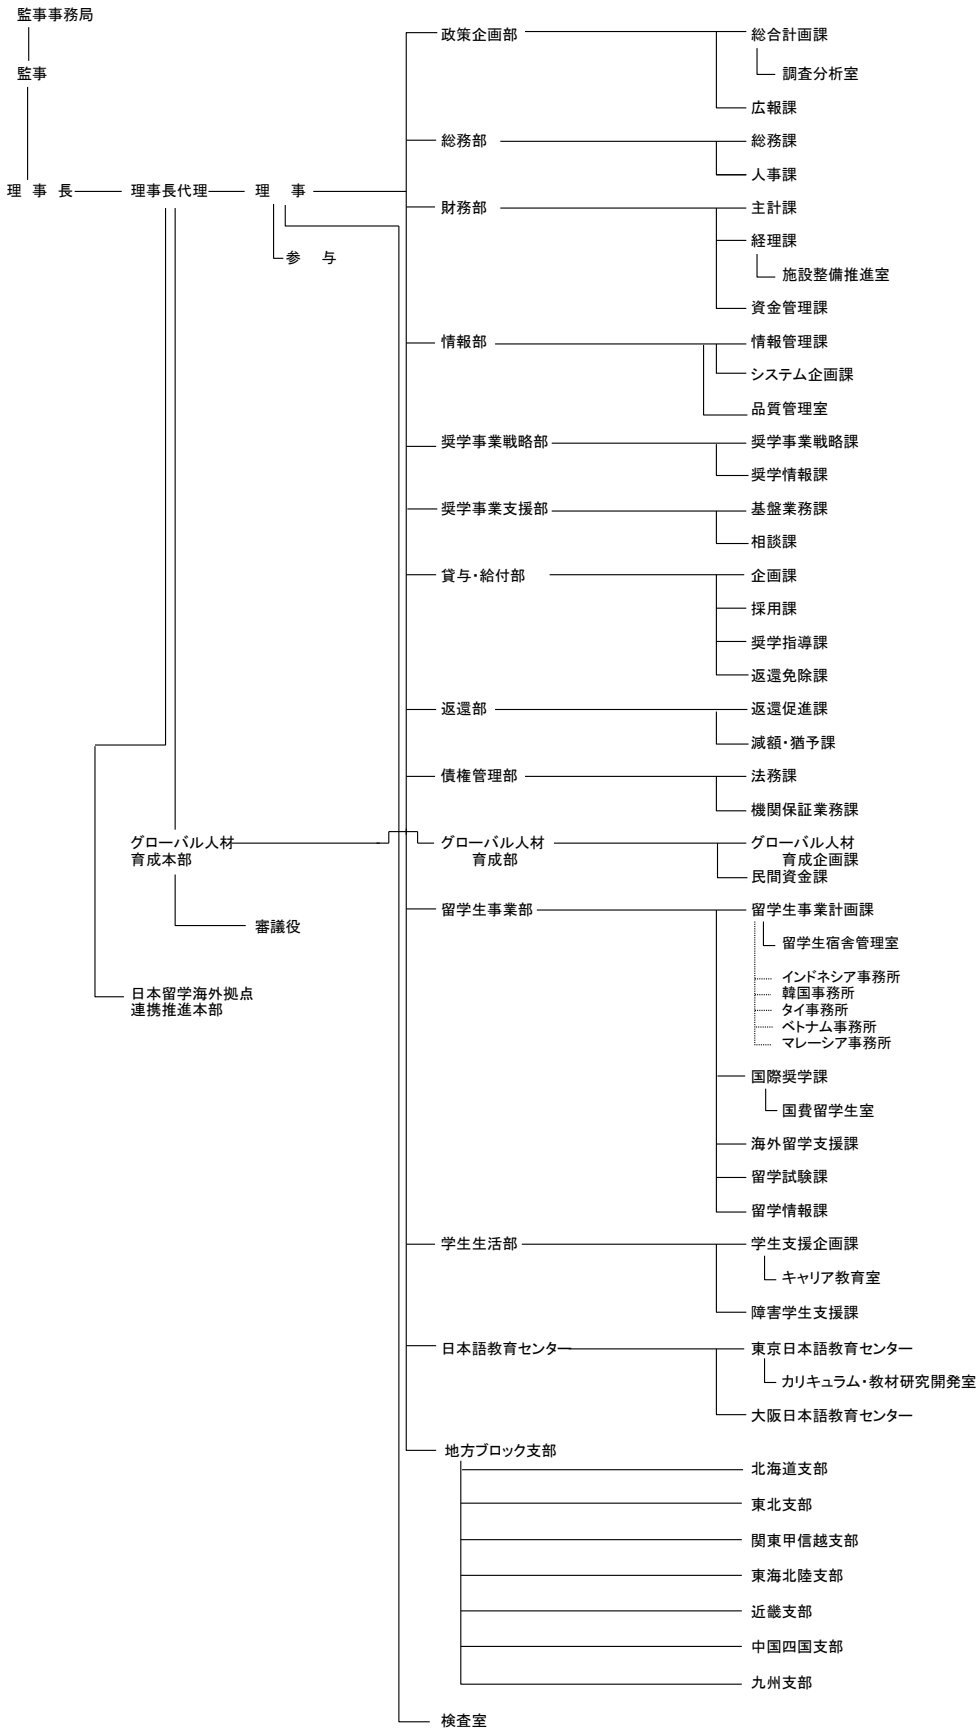 監事事務局
監事
理 事 長
理事長代理
理 事
参 与
政策企画部
総合計画課
調査分析室
広報課
総務部
総務課
人事課
財務部
主計課
経理課
施設整備推進室
資金管理課
情報部
情報管理課
システム企画課
品質管理室
奨学事業戦略部
奨学事業戦略課
奨学情報課
奨学事業支援部
基盤業務課
相談課
貸与・給付部
企画課
採用課
奨学指導課
返還免除課
返還部
返還促進課
減額・猶予課
債権管理部
法務課
機関保証業務課
グローバル人材
育成本部
審議役
日本留学海外拠点
連携推進本部
グローバル人材
育成部
グローバル人材
育成企画課
民間資金課
留学生事業部
留学生事業計画課
留学生宿舎管理室
インドネシア事務所
韓国事務所
タイ事務所
ベトナム事務所
マレーシア事務所
国際奨学課
国費留学生室
海外留学支援課
留学試験課
留学情報課
学生生活部
学生支援企画課
キャリア教育室
障害学生支援課
日本語教育センター
東京日本語教育センター
カリキュラム・教材研究開発室
大阪日本語教育センター
地方ブロック支部
北海道支部
東北支部
関東甲信越支部
東海北陸支部
近畿支部
中国四国支部
九州支部
検査室